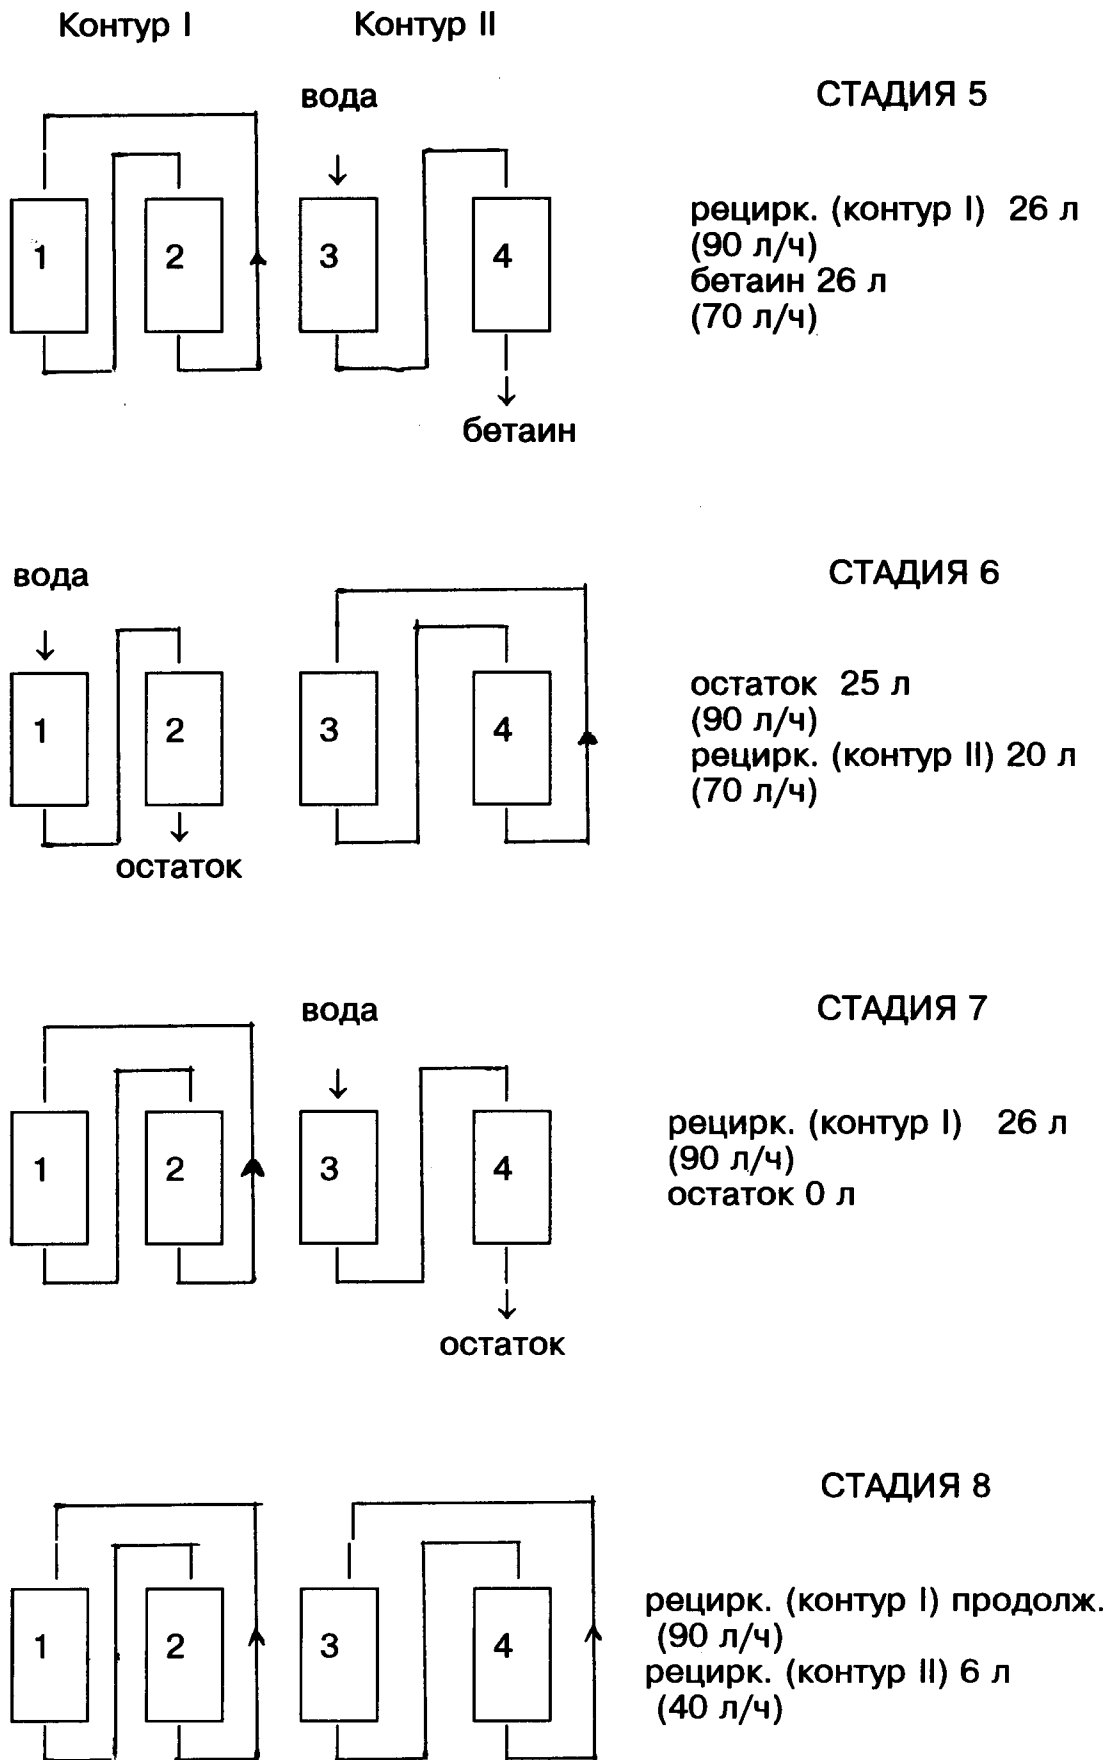 Контур I Контур II
вода
СТАДИЯ 5
1 2 3 4
рецирк. (контур I) 26 л
(90 л/ч)
бетаин 26 л
(70 л/ч)
бетаин
вода
СТАДИЯ 6
1 2 3 4
остаток 25 л
(90 л/ч)
рецирк. (контур II) 20 л
(70 л/ч)
остаток
вода
СТАДИЯ 7
1 2 3 4
рецирк. (контур I) 26 л
(90 л/ч)
остаток 0 л
остаток
СТАДИЯ 8
1 2 3 4
рецирк. (контур I) продолж.
(90 л/ч)
рецирк. (контур II) 6 л
(40 л/ч)